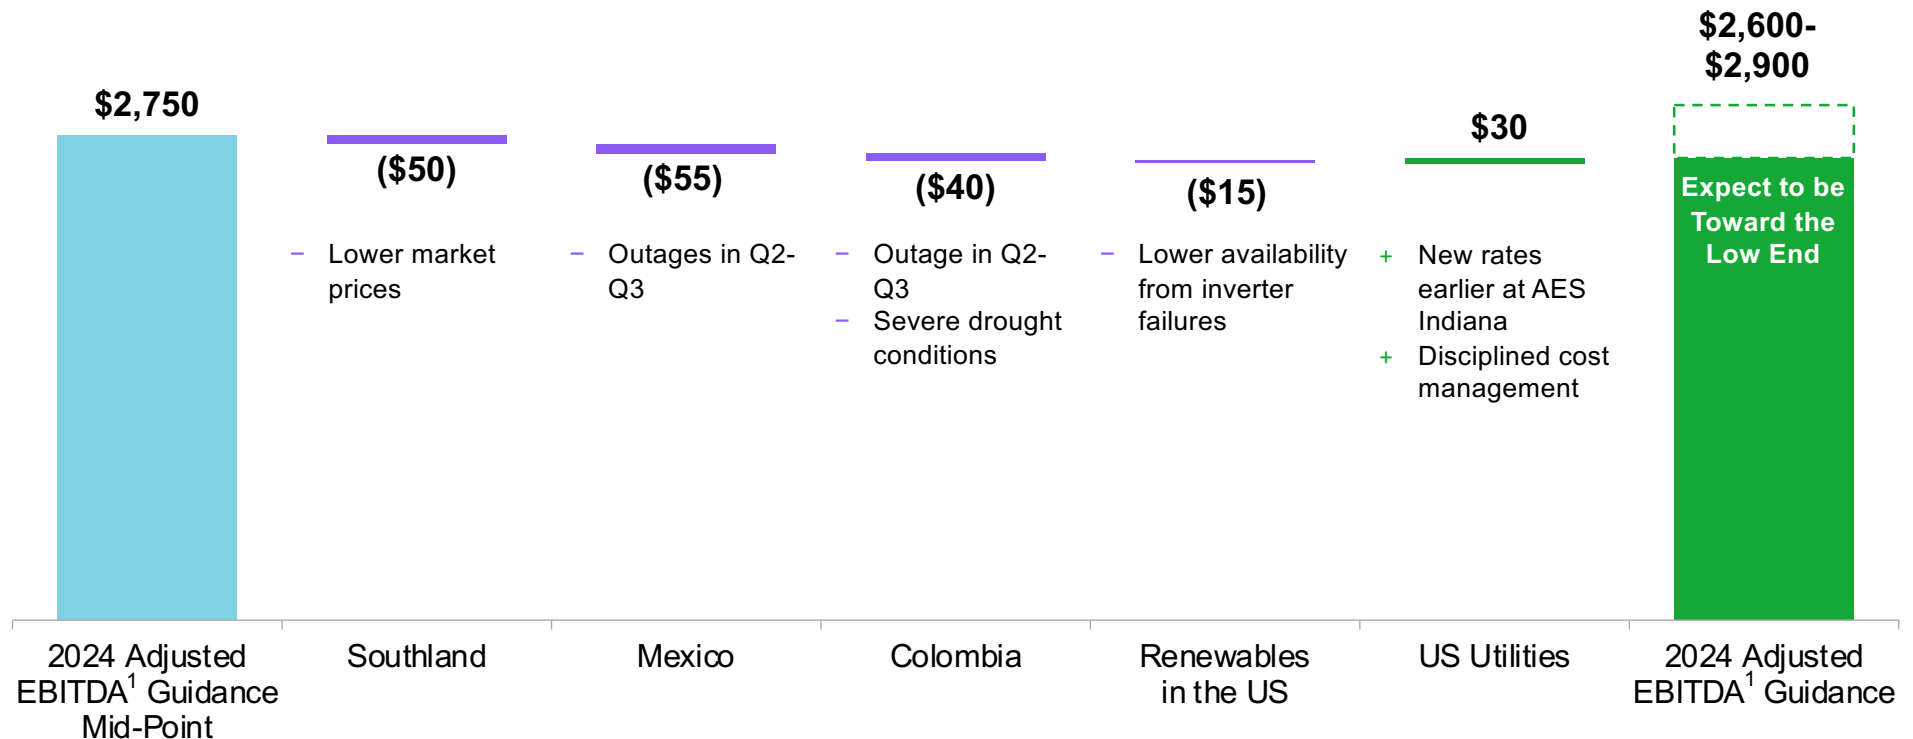 $2,750
($50)
− Lower market
prices
($55)
− Outages in Q2-
Q3
($40)
− Outage in Q2-
Q3
− Severe drought
conditions
($15)
− Lower availability
from inverter
failures
$30
+ New rates
earlier at AES
Indiana
+ Disciplined cost
management
$2,600-
$2,900
Expect to be
Toward the
Low End
2024 Adjusted
EBITDA¹ Guidance
Mid-Point
Southland
Mexico
Colombia
Renewables
in the US
US Utilities
2024 Adjusted
EBITDA¹ Guidance